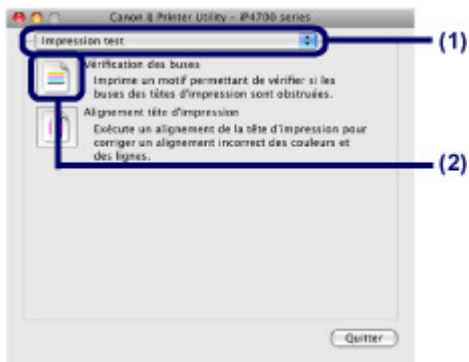 Canon IJ Printer Utility – iP4700 series
Impression test
(1)
Vérification des buses
Imprime un motif permettant de vérifier si les
buses des têtes d'impression sont obstruées.
Alignement tête d'impression
Exécute un alignement de la tête d'impression pour
corriger un alignement incorrect des couleurs et
des lignes.
(2)
Quitter